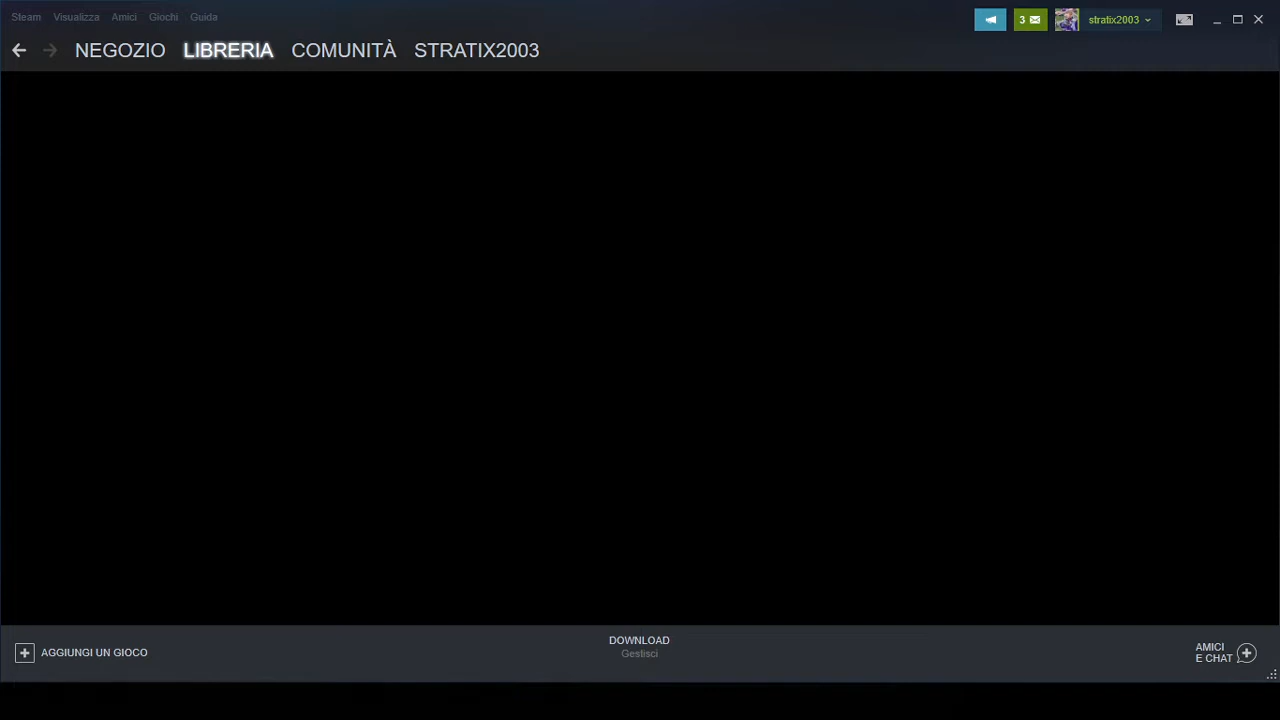 Steam Visualizza Amici Giochi Guida
3 stratix2003
NEGOZIO LIBRERIA COMUNITÀ STRATIX2003
AGGIUNGI UN GIOCO
DOWNLOAD
Gestisci
AMICI
E CHAT